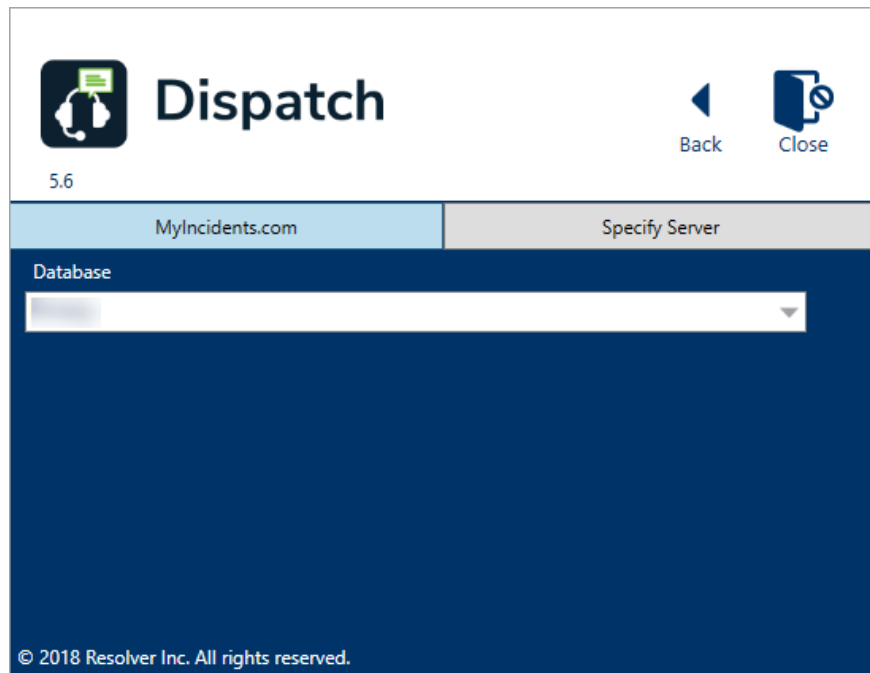 Dispatch
Back
Close
5.6
MyIncidents.com
Specify Server
Database
© 2018 Resolver Inc. All rights reserved.